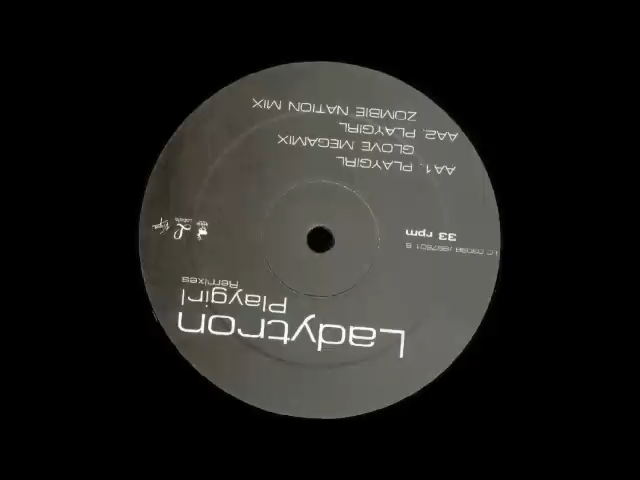 Ladytron
Playgirl
Remixes
33 rpm
AA1. PLAYGIRL
GLOVE MEGAMIX
AA2. PLAYGIRL
ZOMBIE NATION MIX